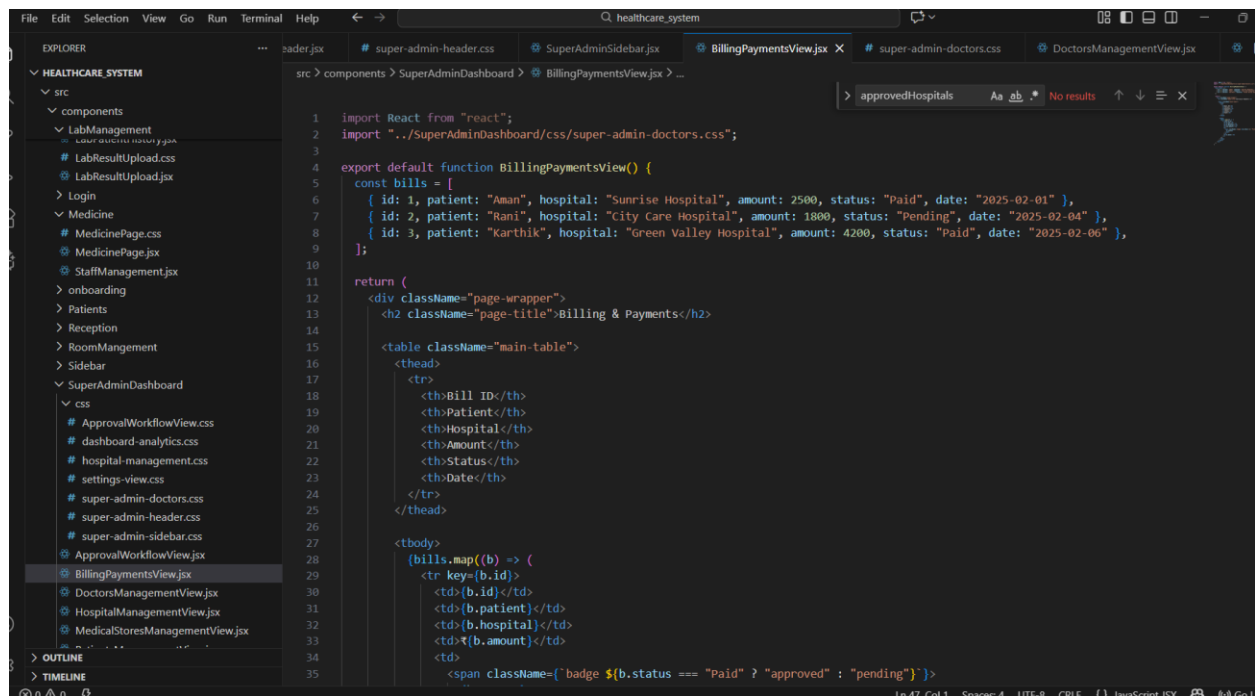 File Edit Selection View Go Run Terminal Help
healthcare_system
EXPLORER
HEALTHCARE_SYSTEM
src
components
LabManagement
LabPatientHistory.jsx
LabResultUpload.css
LabResultUpload.jsx
Login
Medicine
MedicinePage.css
MedicinePage.jsx
StaffManagement.jsx
onboarding
Patients
Reception
RoomMangement
Sidebar
SuperAdminDashboard
css
ApprovalWorkflowView.css
dashboard-analytics.css
hospital-management.css
settings-view.css
super-admin-doctors.css
super-admin-header.css
super-admin-sidebar.css
ApprovalWorkflowView.jsx
BillingPaymentsView.jsx
DoctorsManagementView.jsx
HospitalManagementView.jsx
MedicalStoresManagementView.jsx
OUTLINE
TIMELINE
eader.jsx # super-admin-header.css SuperAdminSidebar.jsx BillingPaymentsView.jsx # super-admin-doctors.css DoctorsManagementView.jsx
src > components > SuperAdminDashboard > BillingPaymentsView.jsx > ...
approvedHospitals Aa ab .* No results
1 import React from "react";
2 import "../SuperAdminDashboard/css/super-admin-doctors.css";
3
4 export default function BillingPaymentsView() {
5 const bills = [
6 { id: 1, patient: "Aman", hospital: "Sunrise Hospital", amount: 2500, status: "Paid", date: "2025-02-01" },
7 { id: 2, patient: "Rani", hospital: "City Care Hospital", amount: 1800, status: "Pending", date: "2025-02-04" },
8 { id: 3, patient: "Karthik", hospital: "Green Valley Hospital", amount: 4200, status: "Paid", date: "2025-02-06" },
9 ];
10
11 return (
12 <div className="page-wrapper">
13 <h2 className="page-title">Billing & Payments</h2>
14
15 <table className="main-table">
16 <thead>
17 <tr>
18 <th>Bill ID</th>
19 <th>Patient</th>
20 <th>Hospital</th>
21 <th>Amount</th>
22 <th>Status</th>
23 <th>Date</th>
24 </tr>
25 </thead>
26
27 <tbody>
28 {bills.map((b) => (
29 <tr key={b.id}>
30 <td>{b.id}</td>
31 <td>{b.patient}</td>
32 <td>{b.hospital}</td>
33 <td>₹{b.amount}</td>
34 <td>
35 <span className={`badge ${b.status === "Paid" ? "approved" : "pending"}`}>
Ln 47, Col 1 Spaces: 4 UTF-8 CRLF {} JavaScript JSX